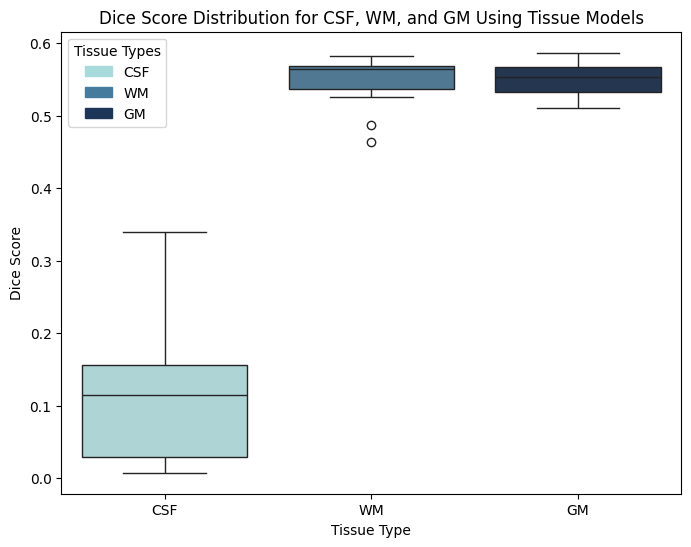 Dice Score Distribution for CSF, WM, and GM Using Tissue Models
Tissue Types
CSF
WM
GM
Dice Score
0.6
0.5
0.4
0.3
0.2
0.1
0.0
CSF
WM
GM
Tissue Type